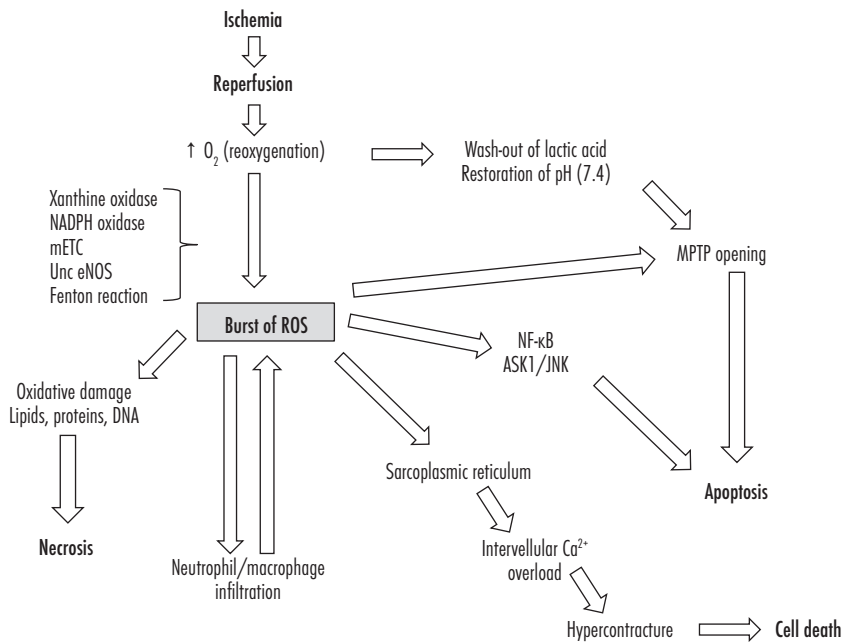 Ischemia
Reperfusion
↑ O₂ (reoxygenation)
Wash-out of lactic acid
Restoration of pH (7.4)
Xanthine oxidase
NADPH oxidase
mETC
Unc eNOS
Fenton reaction
MPTP opening
Burst of ROS
NF-κB
ASK1/JNK
Oxidative damage
Lipids, proteins, DNA
Sarcoplasmic reticulum
Apoptosis
Necrosis
Neutrophil/macrophage
infiltration
Intervellular Ca²⁺
overload
Hypercontracture
Cell death